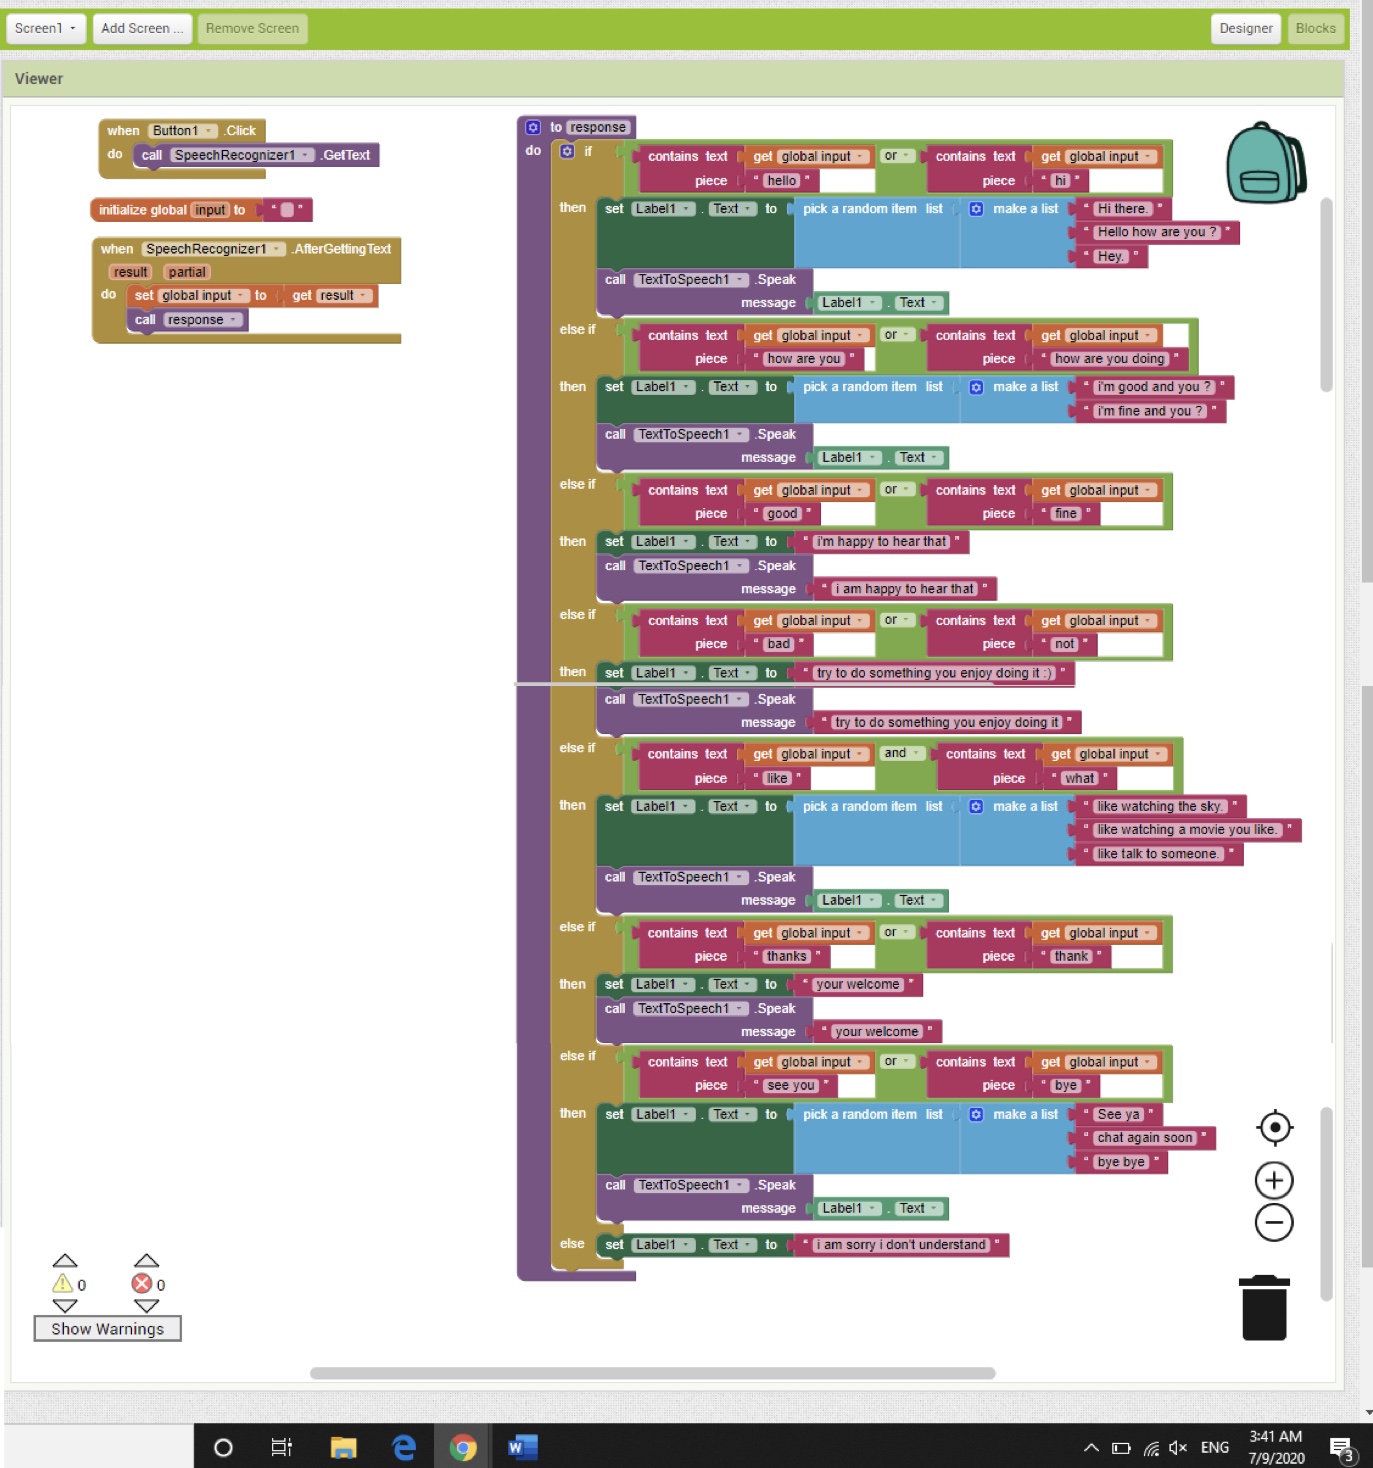 Screen1 Add Screen ... Remove Screen Designer Blocks
Viewer
when Button1 .Click
do call SpeechRecognizer1 .GetText
initialize global input to " "
when SpeechRecognizer1 .AfterGettingText
result partial
do set global input to get result
call response
to response
do if contains text get global input or contains text get global input
piece " hello " piece " hi "
then set Label1 . Text to pick a random item list make a list " Hi there. "
" Hello how are you ? "
" Hey. "
call TextToSpeech1 .Speak
message Label1 . Text
else if contains text get global input or contains text get global input
piece " how are you " piece " how are you doing "
then set Label1 . Text to pick a random item list make a list " i'm good and you ? "
" i'm fine and you ? "
call TextToSpeech1 .Speak
message Label1 . Text
else if contains text get global input or contains text get global input
piece " good " piece " fine "
then set Label1 . Text to " i'm happy to hear that "
call TextToSpeech1 .Speak
message " i am happy to hear that "
else if contains text get global input or contains text get global input
piece " bad " piece " not "
then set Label1 . Text to " try to do something you enjoy doing it :) "
call TextToSpeech1 .Speak
message " try to do something you enjoy doing it "
else if contains text get global input and contains text get global input
piece " like " piece " what "
then set Label1 . Text to pick a random item list make a list " like watching the sky. "
" like watching a movie you like. "
" like talk to someone. "
call TextToSpeech1 .Speak
message Label1 . Text
else if contains text get global input or contains text get global input
piece " thanks " piece " thank "
then set Label1 . Text to " your welcome "
call TextToSpeech1 .Speak
message " your welcome "
else if contains text get global input or contains text get global input
piece " see you " piece " bye "
then set Label1 . Text to pick a random item list make a list " See ya "
" chat again soon "
" bye bye "
call TextToSpeech1 .Speak
message Label1 . Text
else set Label1 . Text to " i am sorry i don't understand "
0 0
Show Warnings
W ENG 3:41 AM
7/9/2020 3